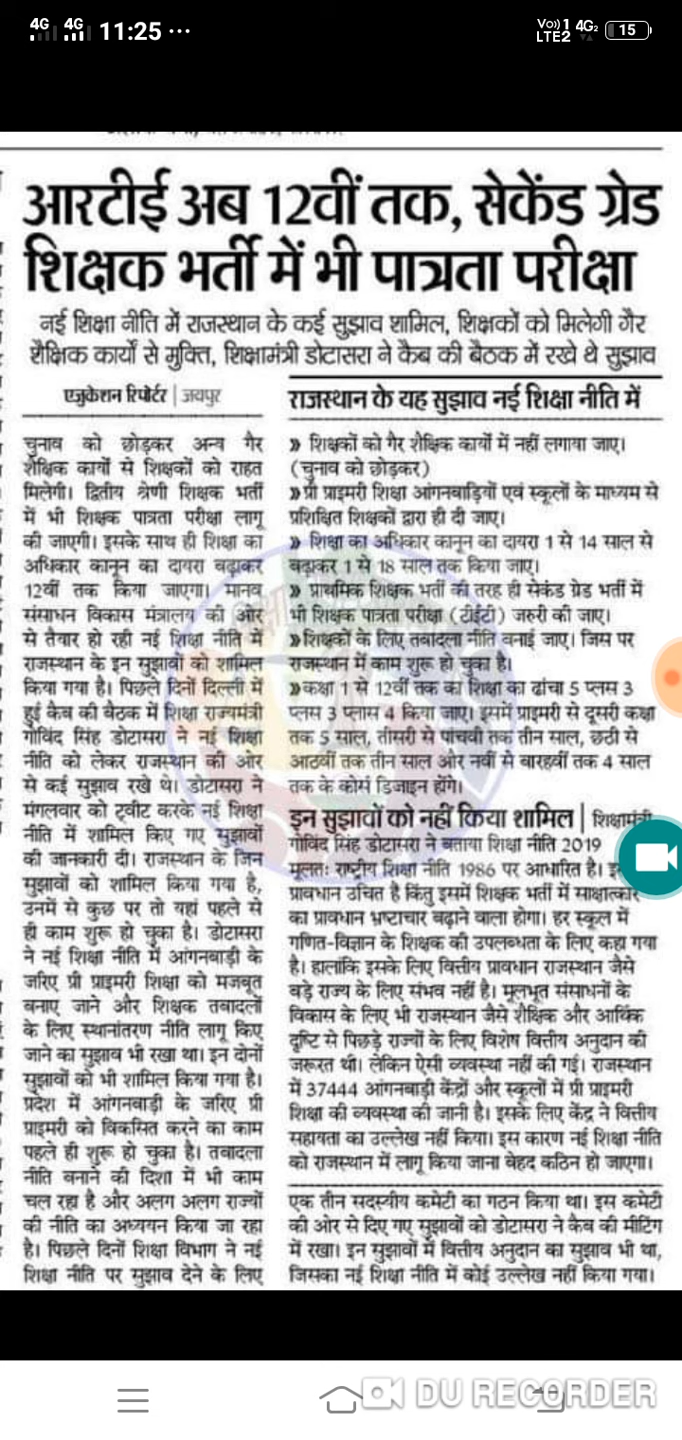 4G 4G 11:25 ...
Vo)) 1 4G2
LTE2 15
आरटीई अब 12वीं तक, सेकेंड ग्रेड
शिक्षक भर्ती में भी पात्रता परीक्षा
नई शिक्षा नीति में राजस्थान के कई सुझाव शामिल, शिक्षकों को मिलेगी गैर
शैक्षिक कार्यों से मुक्ति, शिक्षामंत्री डोटासरा ने कैब की बैठक में रखे थे सुझाव
एजुकेशन रिपोर्टर | जयपुर
चुनाव को छोड़कर अन्य गैर
शैक्षिक कार्यों से शिक्षकों को राहत
मिलेगी। द्वितीय श्रेणी शिक्षक भर्ती
में भी शिक्षक पात्रता परीक्षा लागू
की जाएगी। इसके साथ ही शिक्षा का
अधिकार कानून का दायरा बढ़ाकर
12वीं तक किया जाएगा। मानव
संसाधन विकास मंत्रालय की ओर
से तैयार हो रही नई शिक्षा नीति में
राजस्थान के इन सुझावों को शामिल
किया गया है। पिछले दिनों दिल्ली में
हुई कैब की बैठक में शिक्षा राज्यमंत्री
गोविंद सिंह डोटासरा ने नई शिक्षा
नीति को लेकर राजस्थान की ओर
से कई सुझाव रखे थे। डोटासरा ने
मंगलवार को ट्वीट करके नई शिक्षा
नीति में शामिल किए गए सुझावों
की जानकारी दी। राजस्थान के जिन
सुझावों को शामिल किया गया है,
उनमें से कुछ पर तो यहां पहले से
ही काम शुरू हो चुका है। डोटासरा
ने नई शिक्षा नीति में आंगनबाड़ी के
जरिए प्री प्राइमरी शिक्षा को मजबूत
बनाए जाने और शिक्षक तबादलों
के लिए स्थानांतरण नीति लागू किए
जाने का सुझाव भी रखा था। इन दोनों
सुझावों को भी शामिल किया गया है।
प्रदेश में आंगनबाड़ी के जरिए प्री
प्राइमरी को विकसित करने का काम
पहले ही शुरू हो चुका है। तबादला
नीति बनाने की दिशा में भी काम
चल रहा है और अलग अलग राज्यों
की नीति का अध्ययन किया जा रहा
है। पिछले दिनों शिक्षा विभाग ने नई
शिक्षा नीति पर सुझाव देने के लिए
राजस्थान के यह सुझाव नई शिक्षा नीति में
» शिक्षकों को गैर शैक्षिक कार्यों में नहीं लगाया जाए।
(चुनाव को छोड़कर)
» प्री प्राइमरी शिक्षा आंगनबाड़ियों एवं स्कूलों के माध्यम से
प्रशिक्षित शिक्षकों द्वारा ही दी जाए।
» शिक्षा का अधिकार कानून का दायरा 1 से 14 साल से
बढ़ाकर 1 से 18 साल तक किया जाए।
» प्राथमिक शिक्षक भर्ती की तरह ही सेकंड ग्रेड भर्ती में
भी शिक्षक पात्रता परीक्षा (टीईटी) जरुरी की जाए।
» शिक्षकों के लिए तबादला नीति बनाई जाए। जिस पर
राजस्थान में काम शुरू हो चुका है।
» कक्षा 1 से 12वीं तक का शिक्षा का ढांचा 5 प्लस 3
प्लस 3 प्लास 4 किया जाए। इसमें प्राइमरी से दूसरी कक्षा
तक 5 साल, तीसरी से पांचवी तक तीन साल, छठी से
आठवीं तक तीन साल और नवीं से बारहवीं तक 4 साल
तक के कोर्स डिजाइन होंगे।
इन सुझावों को नहीं किया शामिल | शिक्षामंत्री
गोविंद सिंह डोटासरा ने बताया शिक्षा नीति 2019
मूलतः राष्ट्रीय शिक्षा नीति 1986 पर आधारित है।
प्रावधान उचित है किंतु इसमें शिक्षक भर्ती में साक्षात्कार
का प्रावधान भ्रष्टाचार बढ़ाने वाला होगा। हर स्कूल में
गणित-विज्ञान के शिक्षक की उपलब्धता के लिए कहा गया
है। हालांकि इसके लिए वित्तीय प्रावधान राजस्थान जैसे
बड़े राज्य के लिए संभव नहीं है। मूलभूत संसाधनों के
विकास के लिए भी राजस्थान जैसे शैक्षिक और आर्थिक
दृष्टि से पिछड़े राज्यों के लिए विशेष वित्तीय अनुदान की
जरूरत थी। लेकिन ऐसी व्यवस्था नहीं की गई। राजस्थान
में 37444 आंगनबाड़ी केंद्रों और स्कूलों में प्री प्राइमरी
शिक्षा की व्यवस्था की जानी है। इसके लिए केंद्र ने वित्तीय
सहायता का उल्लेख नहीं किया। इस कारण नई शिक्षा नीति
को राजस्थान में लागू किया जाना बेहद कठिन हो जाएगा।
एक तीन सदस्यीय कमेटी का गठन किया था। इस कमेटी
की ओर से दिए गए सुझावों को डोटासरा ने कैब की मीटिंग
में रखा। इन सुझावों में वित्तीय अनुदान का सुझाव भी था,
जिसका नई शिक्षा नीति में कोई उल्लेख नहीं किया गया।
DU RECORDER